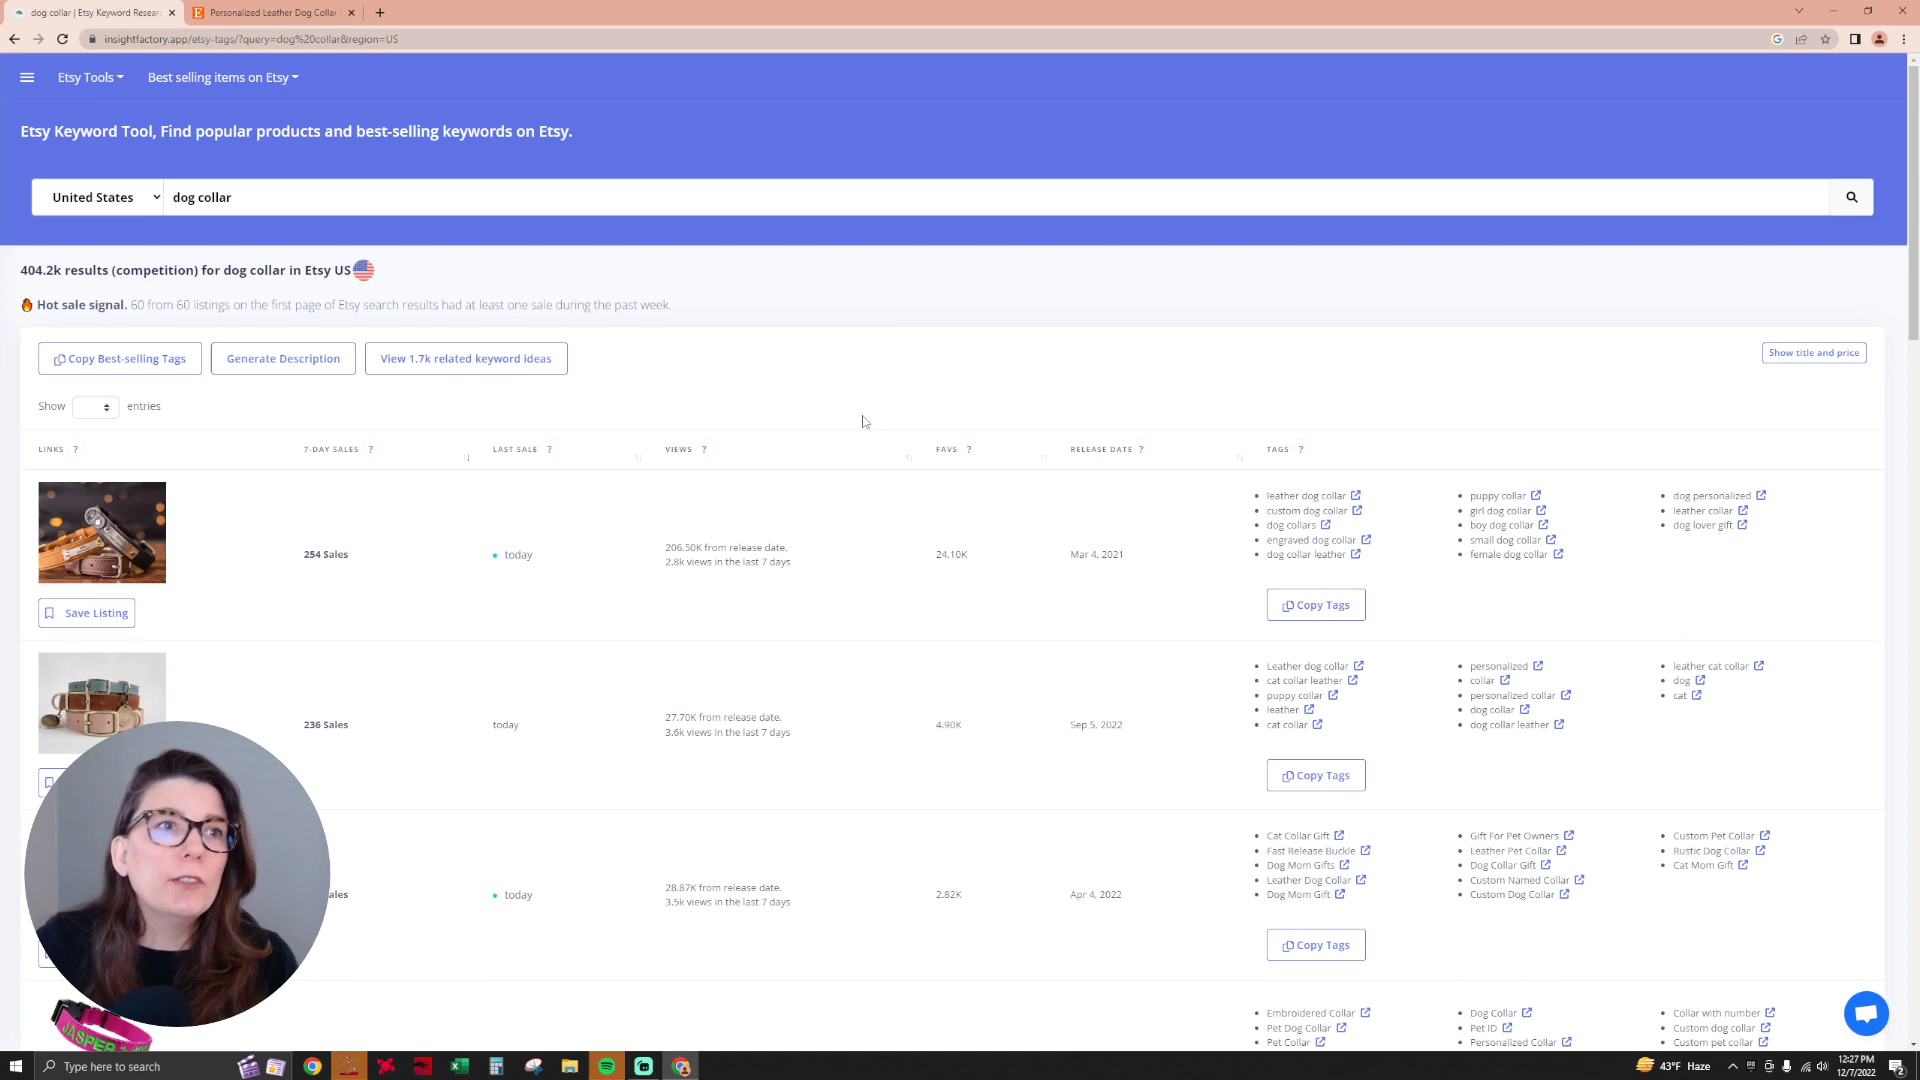 dog collar | Etsy Keyword Resear
Personalized Leather Dog Collar
insightfactory.app/etsy-tags/?query=dog%20collar&region=US
Etsy Tools
Best selling items on Etsy
Etsy Keyword Tool, Find popular products and best-selling keywords on Etsy.
United States
dog collar
404.2k results (competition) for dog collar in Etsy US
Hot sale signal. 60 from 60 listings on the first page of Etsy search results had at least one sale during the past week.
Copy Best-selling Tags
Generate Description
View 1.7k related keyword ideas
Show title and price
Show entries
LINKS ? 7-DAY SALES ? LAST SALE ? VIEWS ? FAVS ? RELEASE DATE ? TAGS ?
254 Sales
today
206.50K from release date.
2.8k views in the last 7 days
24.10K
Mar 4, 2021
leather dog collar
custom dog collar
dog collars
engraved dog collar
dog collar leather
puppy collar
girl dog collar
boy dog collar
small dog collar
female dog collar
dog personalized
leather collar
dog lover gift
Copy Tags
Save Listing
236 Sales
today
27.70K from release date.
3.6k views in the last 7 days
4.90K
Sep 5, 2022
Leather dog collar
cat collar leather
puppy collar
leather
cat collar
personalized
collar
personalized collar
dog collar
dog collar leather
leather cat collar
dog
cat
Copy Tags
ales
today
28.87K from release date.
3.5k views in the last 7 days
2.82K
Apr 4, 2022
Cat Collar Gift
Fast Release Buckle
Dog Mom Gifts
Leather Dog Collar
Dog Mom Gift
Gift For Pet Owners
Leather Pet Collar
Dog Collar Gift
Custom Named Collar
Custom Dog Collar
Custom Pet Collar
Rustic Dog Collar
Cat Mom Gift
Copy Tags
JASPER
Embroidered Collar
Pet Dog Collar
Pet Collar
Dog Collar
Pet ID
Personalized Collar
Collar with number
Custom dog collar
Custom pet collar
Type here to search
43°F Haze
12:27 PM
12/7/2022
2